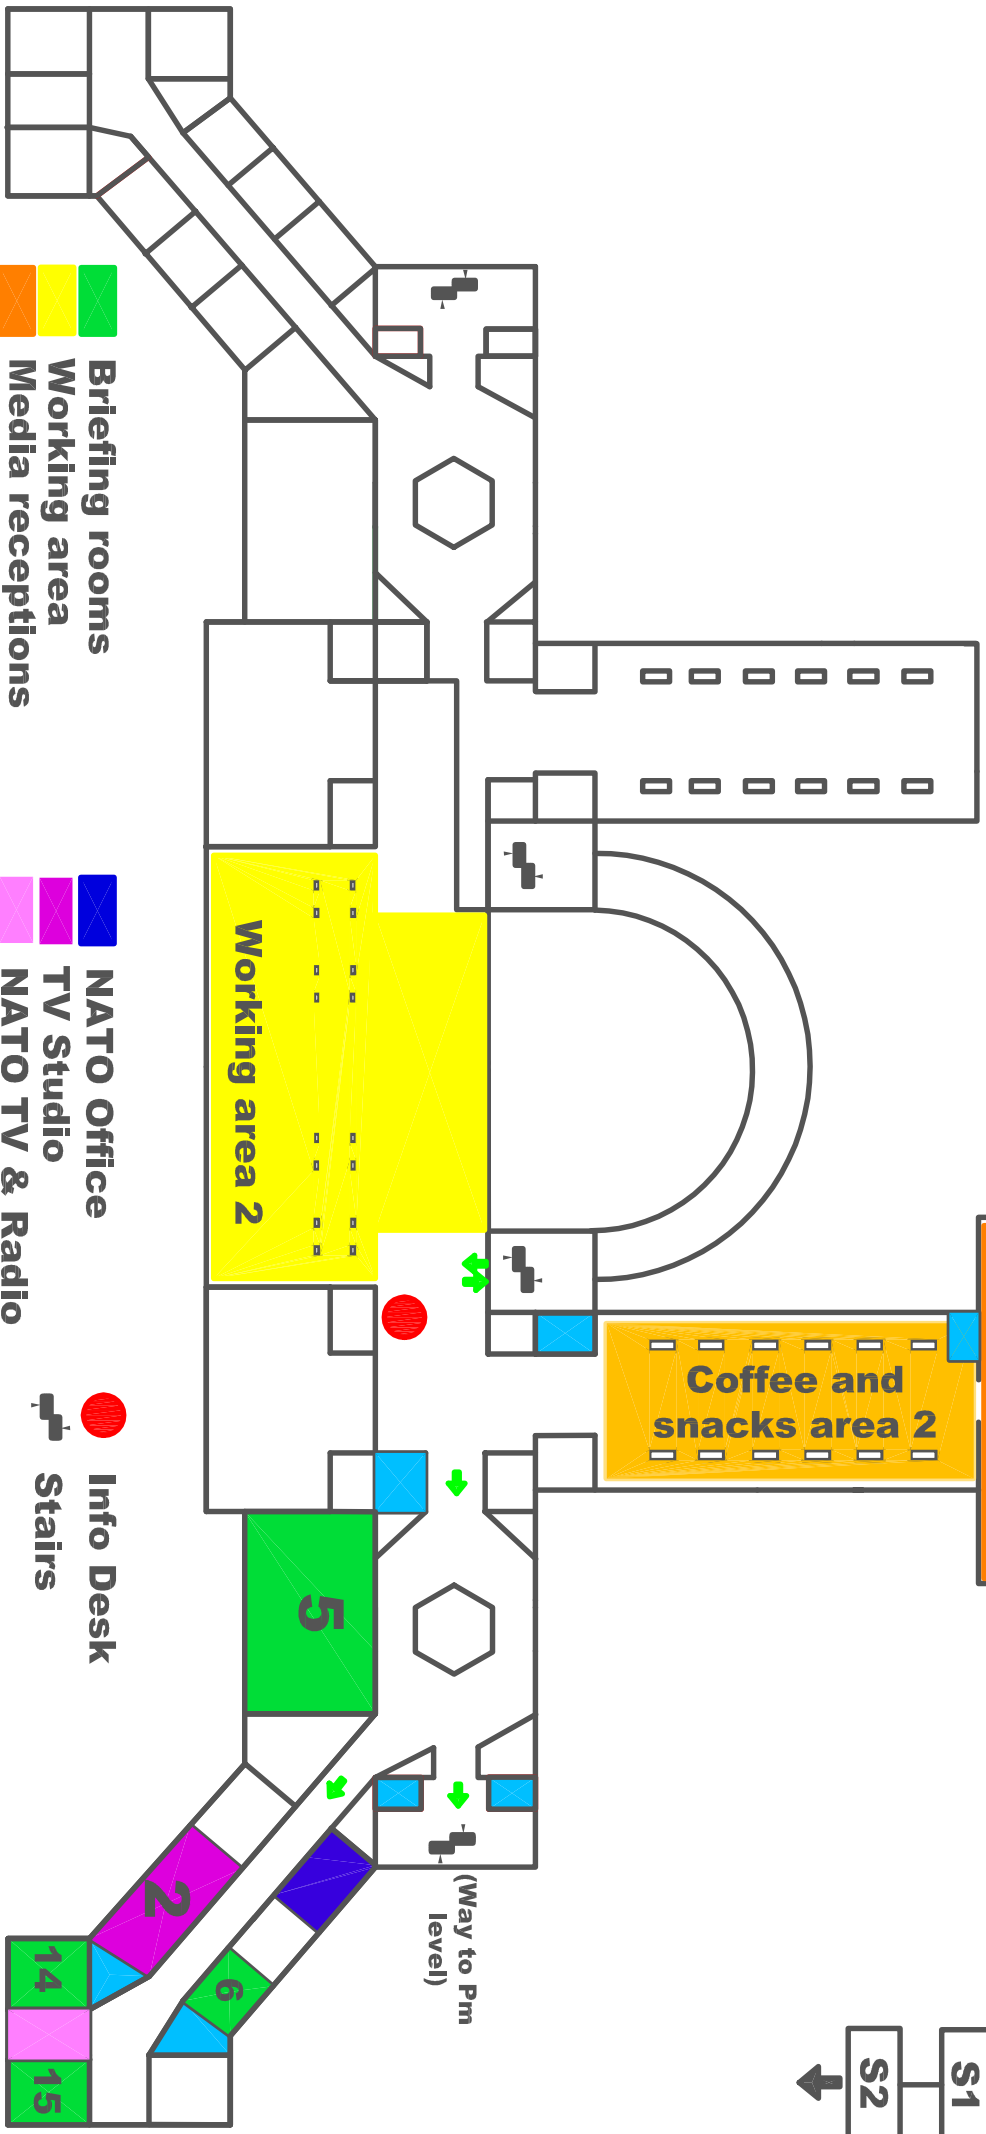 Coffee and
snacks area 2
Working area 2
5
2
6
14
15
(Way to Pm
level)
S1
S2
Briefing rooms
Working area
Media receptions
NATO Office
TV Studio
NATO TV & Radio
Info Desk
Stairs